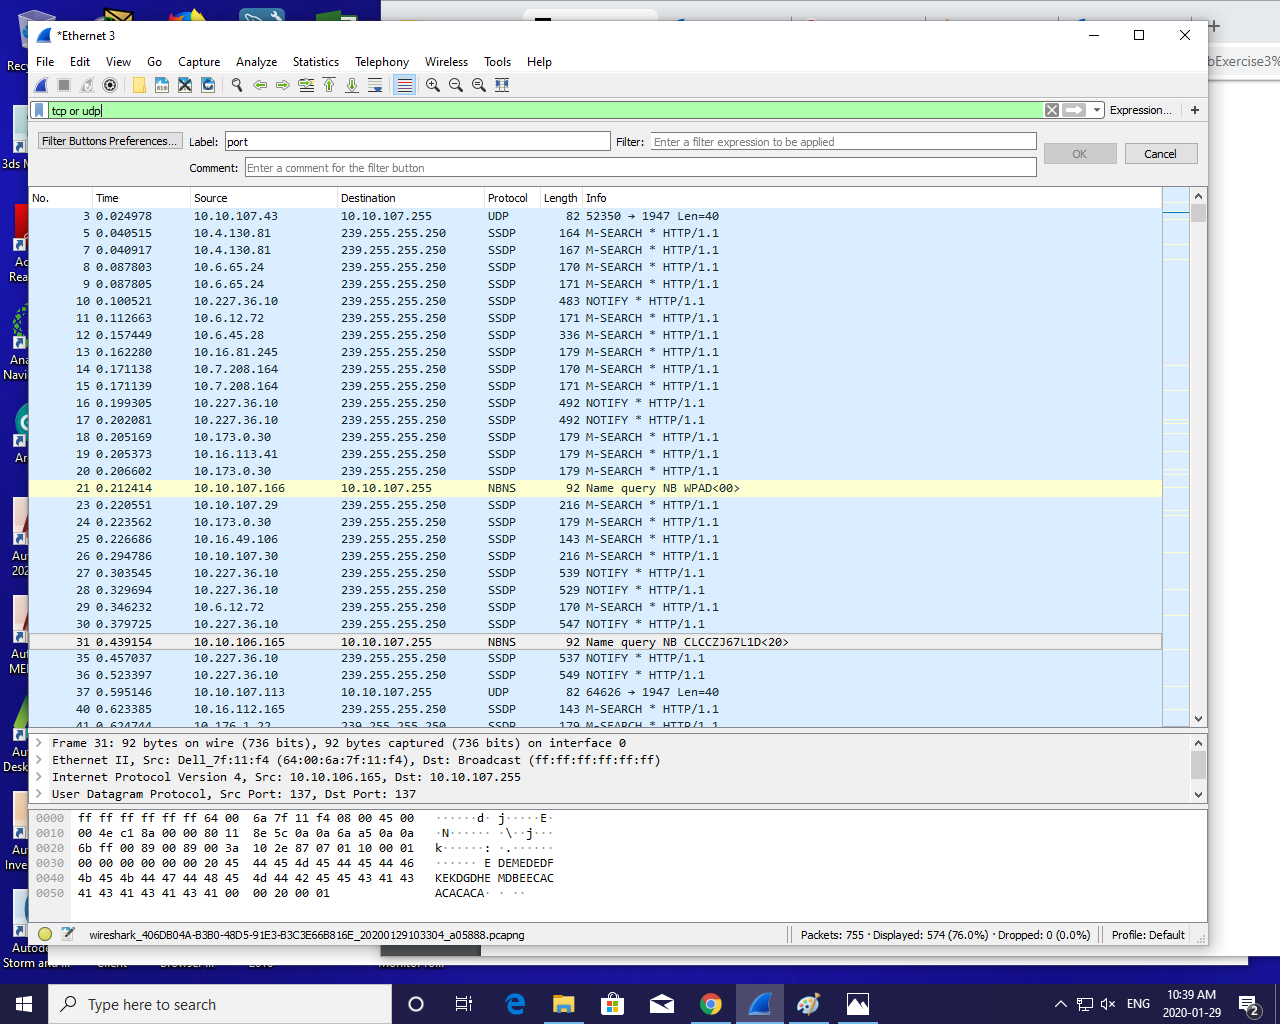 *Ethernet 3
File Edit View Go Capture Analyze Statistics Telephony Wireless Tools Help
tcp or udp
Expression... +
Filter Buttons Preferences... Label: port Filter: Enter a filter expression to be applied OK Cancel
Comment: Enter a comment for the filter button
No. Time Source Destination Protocol Length Info
3 0.024978 10.10.107.43 10.10.107.255 UDP 82 52350 → 1947 Len=40
5 0.040515 10.4.130.81 239.255.255.250 SSDP 164 M-SEARCH * HTTP/1.1
7 0.040917 10.4.130.81 239.255.255.250 SSDP 167 M-SEARCH * HTTP/1.1
8 0.087803 10.6.65.24 239.255.255.250 SSDP 170 M-SEARCH * HTTP/1.1
9 0.087805 10.6.65.24 239.255.255.250 SSDP 171 M-SEARCH * HTTP/1.1
10 0.100521 10.227.36.10 239.255.255.250 SSDP 483 NOTIFY * HTTP/1.1
11 0.112663 10.6.12.72 239.255.255.250 SSDP 171 M-SEARCH * HTTP/1.1
12 0.157449 10.6.45.28 239.255.255.250 SSDP 336 M-SEARCH * HTTP/1.1
13 0.162280 10.16.81.245 239.255.255.250 SSDP 179 M-SEARCH * HTTP/1.1
14 0.171138 10.7.208.164 239.255.255.250 SSDP 170 M-SEARCH * HTTP/1.1
15 0.171139 10.7.208.164 239.255.255.250 SSDP 171 M-SEARCH * HTTP/1.1
16 0.199305 10.227.36.10 239.255.255.250 SSDP 492 NOTIFY * HTTP/1.1
17 0.202081 10.227.36.10 239.255.255.250 SSDP 492 NOTIFY * HTTP/1.1
18 0.205169 10.173.0.30 239.255.255.250 SSDP 179 M-SEARCH * HTTP/1.1
19 0.205373 10.16.113.41 239.255.255.250 SSDP 179 M-SEARCH * HTTP/1.1
20 0.206602 10.173.0.30 239.255.255.250 SSDP 179 M-SEARCH * HTTP/1.1
21 0.212414 10.10.107.166 10.10.107.255 NBNS 92 Name query NB WPAD<00>
23 0.220551 10.10.107.29 239.255.255.250 SSDP 216 M-SEARCH * HTTP/1.1
24 0.223562 10.173.0.30 239.255.255.250 SSDP 179 M-SEARCH * HTTP/1.1
25 0.226686 10.16.49.106 239.255.255.250 SSDP 143 M-SEARCH * HTTP/1.1
26 0.294786 10.10.107.30 239.255.255.250 SSDP 216 M-SEARCH * HTTP/1.1
27 0.303545 10.227.36.10 239.255.255.250 SSDP 539 NOTIFY * HTTP/1.1
28 0.329694 10.227.36.10 239.255.255.250 SSDP 529 NOTIFY * HTTP/1.1
29 0.346232 10.6.12.72 239.255.255.250 SSDP 170 M-SEARCH * HTTP/1.1
30 0.379725 10.227.36.10 239.255.255.250 SSDP 547 NOTIFY * HTTP/1.1
31 0.439154 10.10.106.165 10.10.107.255 NBNS 92 Name query NB CLCCZJ67L1D<20>
35 0.457037 10.227.36.10 239.255.255.250 SSDP 537 NOTIFY * HTTP/1.1
36 0.523397 10.227.36.10 239.255.255.250 SSDP 549 NOTIFY * HTTP/1.1
37 0.595146 10.10.107.113 10.10.107.255 UDP 82 64626 → 1947 Len=40
40 0.623385 10.16.112.165 239.255.255.250 SSDP 143 M-SEARCH * HTTP/1.1
41 0.624744 10.176.1.22 239.255.255.250 SSDP 179 M-SEARCH * HTTP/1.1
Frame 31: 92 bytes on wire (736 bits), 92 bytes captured (736 bits) on interface 0
Ethernet II, Src: Dell_7f:11:f4 (64:00:6a:7f:11:f4), Dst: Broadcast (ff:ff:ff:ff:ff:ff)
Internet Protocol Version 4, Src: 10.10.106.165, Dst: 10.10.107.255
User Datagram Protocol, Src Port: 137, Dst Port: 137
0000 ff ff ff ff ff ff 64 00 6a 7f 11 f4 08 00 45 00 ······d· j·····E·
0010 00 4e c1 8a 00 00 80 11 8e 5c 0a 0a 6a a5 0a 0a ·N······ ·\··j···
0020 6b ff 00 89 00 89 00 3a 10 2e 87 07 01 10 00 01 k······: ·.······
0030 00 00 00 00 00 00 20 45 44 45 4d 45 44 45 44 46 ······ E DEMEDEDF
0040 4b 45 4b 44 47 44 48 45 4d 44 42 45 45 43 41 43 KEKDGDHE MDBEECAC
0050 41 43 41 43 41 43 41 00 00 20 00 01 ACACACA· · ··
wireshark_406DB04A-B3B0-48D5-91E3-B3C3E66B816E_20200129103304_a05888.pcapng Packets: 755 · Displayed: 574 (76.0%) · Dropped: 0 (0.0%) Profile: Default
Storm and ...
Type here to search ENG 10:39 AM
2020-01-29
2